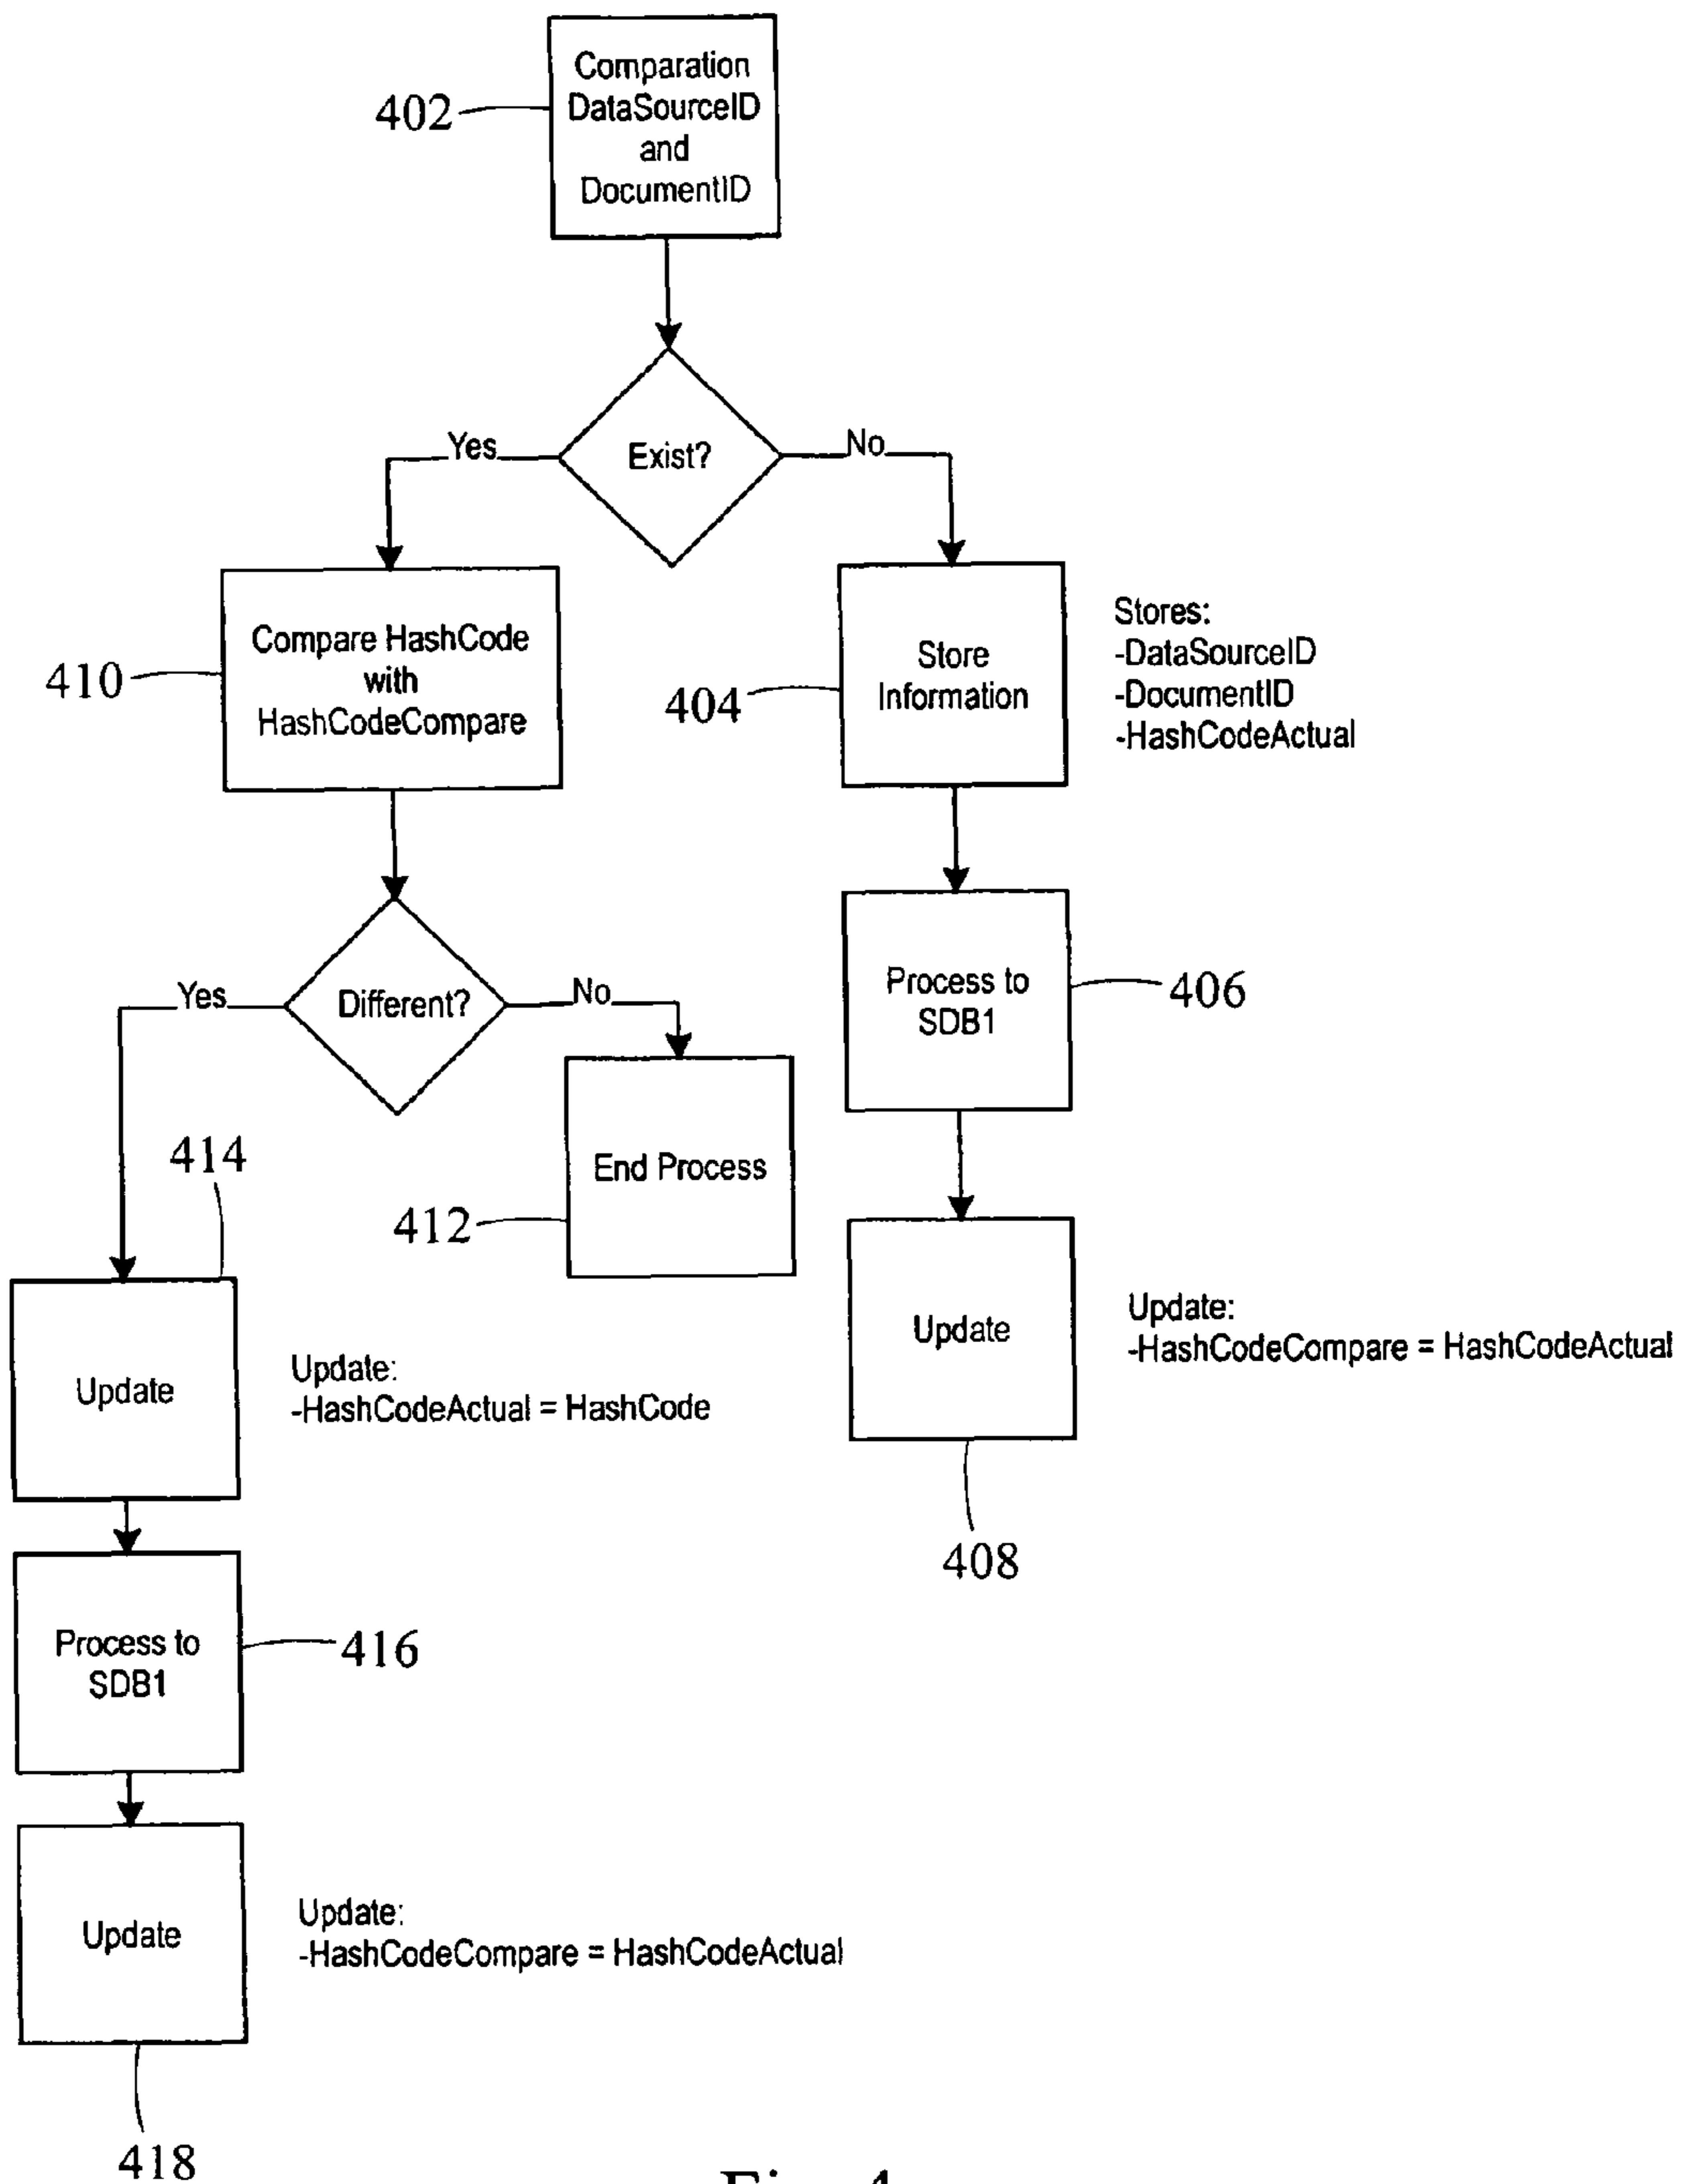 Comparation
DataSourceID
and
DocumentID
402
Exist?
Yes
No
Compare HashCode
with
HashCodeCompare
410
Store
Information
404
Stores:
-DataSourceID
-DocumentID
-HashCodeActual
Process to
SDB1
406
Different?
Yes
No
End Process
412
414
Update
Update:
-HashCodeActual = HashCode
Update
Update:
-HashCodeCompare = HashCodeActual
408
Process to
SDB1
416
Update
Update:
-HashCodeCompare = HashCodeActual
418